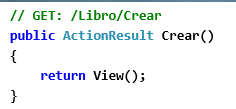 // GET: /Libro/Crear
public ActionResult Crear()
{
    return View();
}